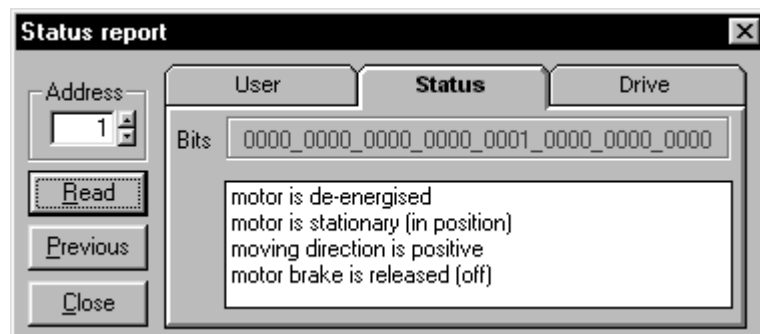 Status report
Address
1
Read
Previous
Close
User Status Drive
Bits 0000_0000_0000_0000_0001_0000_0000_0000
motor is de-energised
motor is stationary (in position)
moving direction is positive
motor brake is released (off)